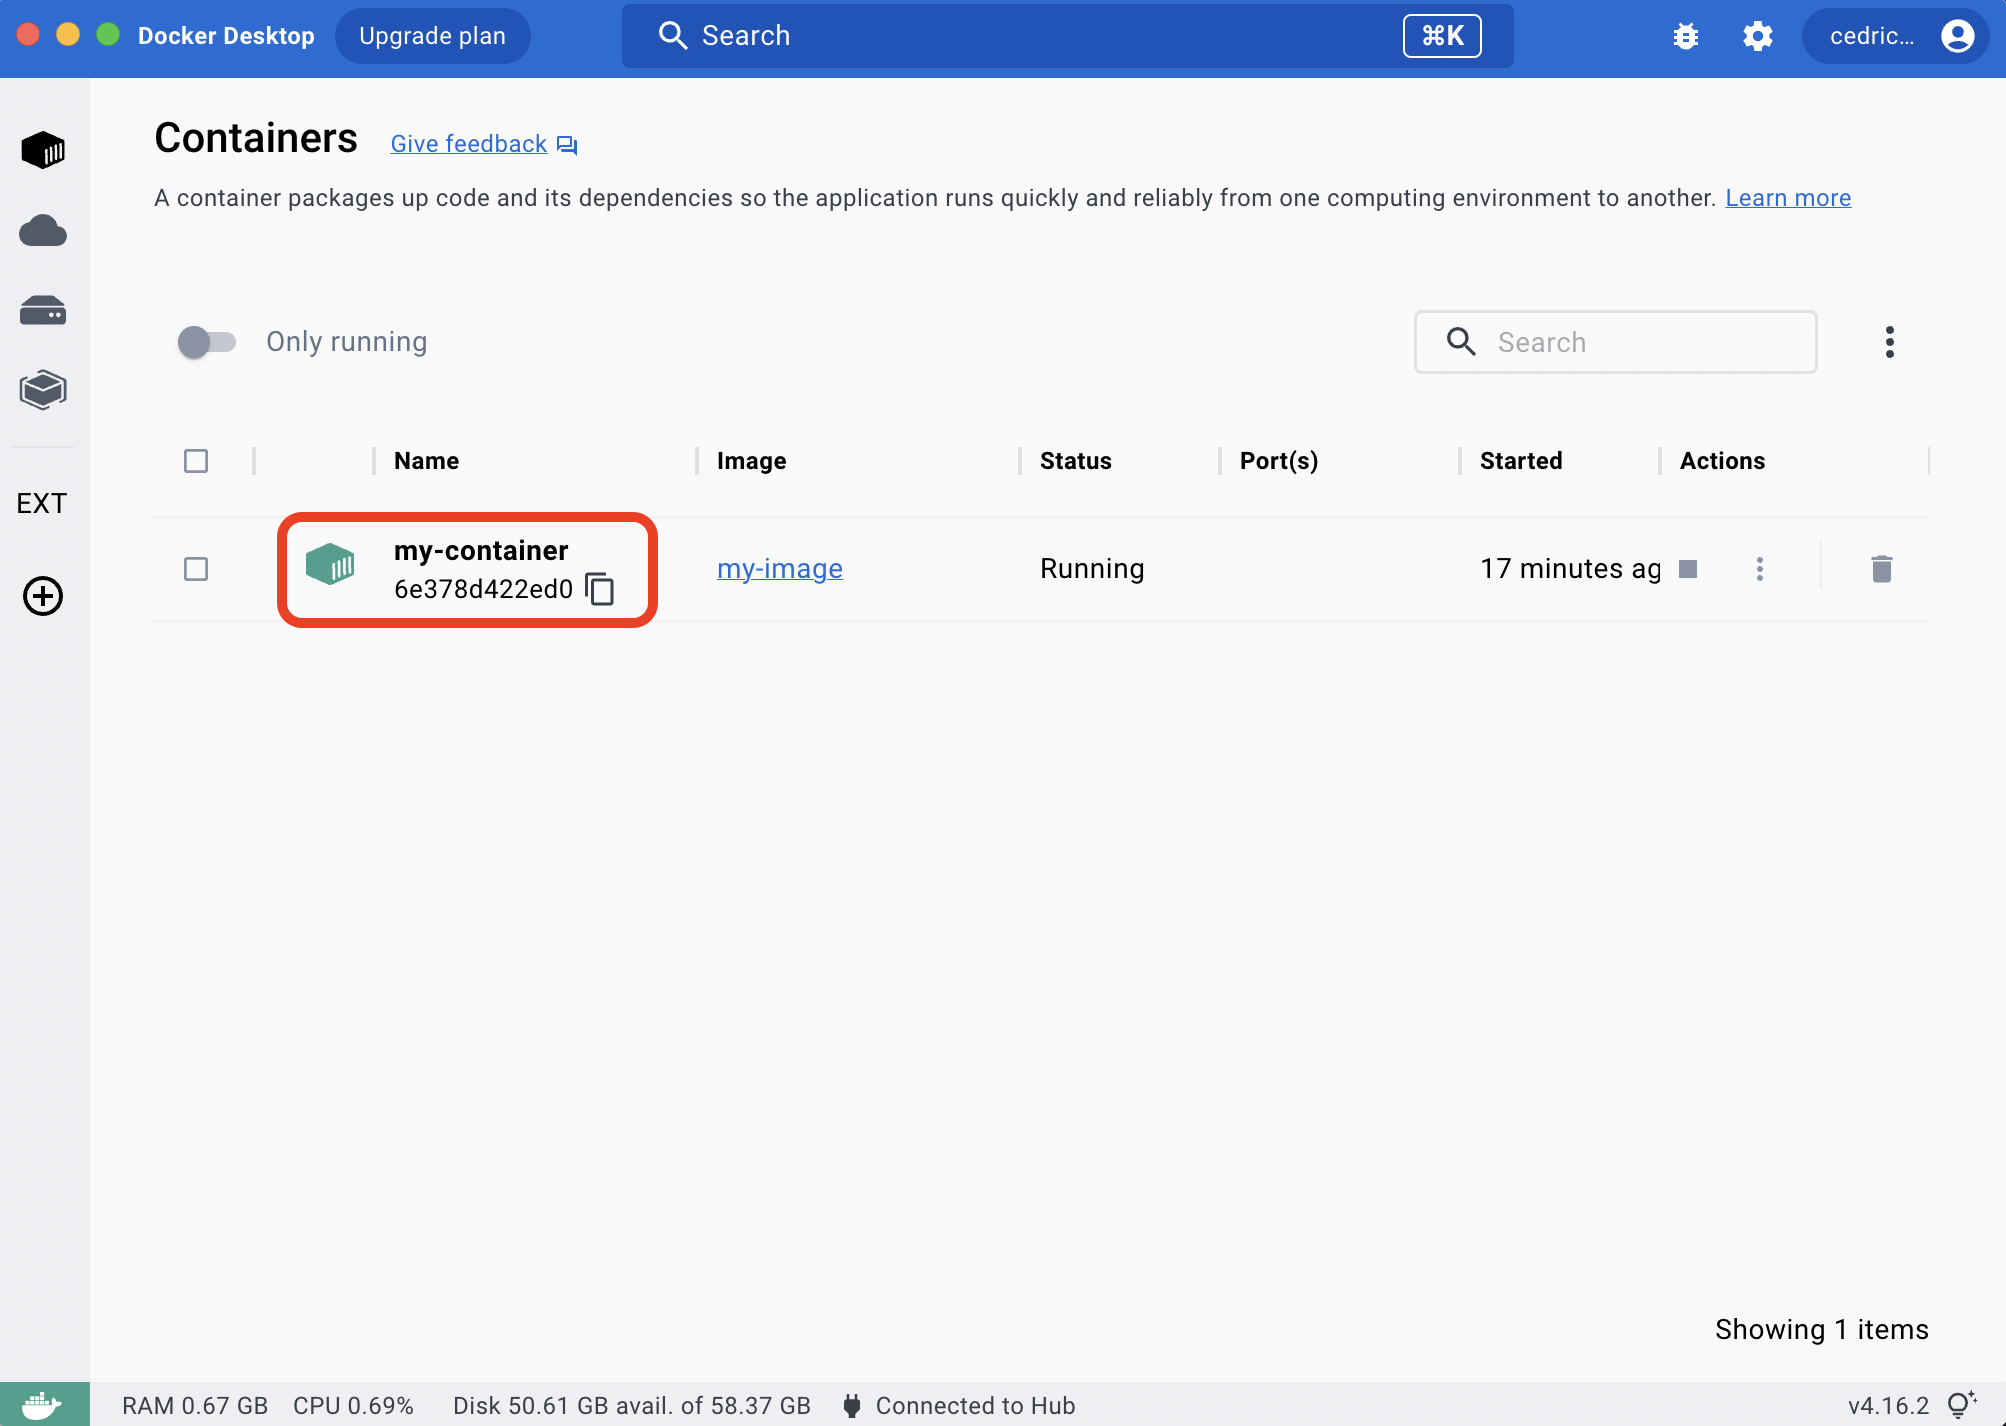 Docker Desktop Upgrade plan Search ⌘K cedric...
Containers Give feedback
A container packages up code and its dependencies so the application runs quickly and reliably from one computing environment to another. Learn more
Only running Search
Name Image Status Port(s) Started Actions
EXT
my-container
6e378d422ed0 my-image Running 17 minutes ag
Showing 1 items
RAM 0.67 GB CPU 0.69% Disk 50.61 GB avail. of 58.37 GB Connected to Hub v4.16.2